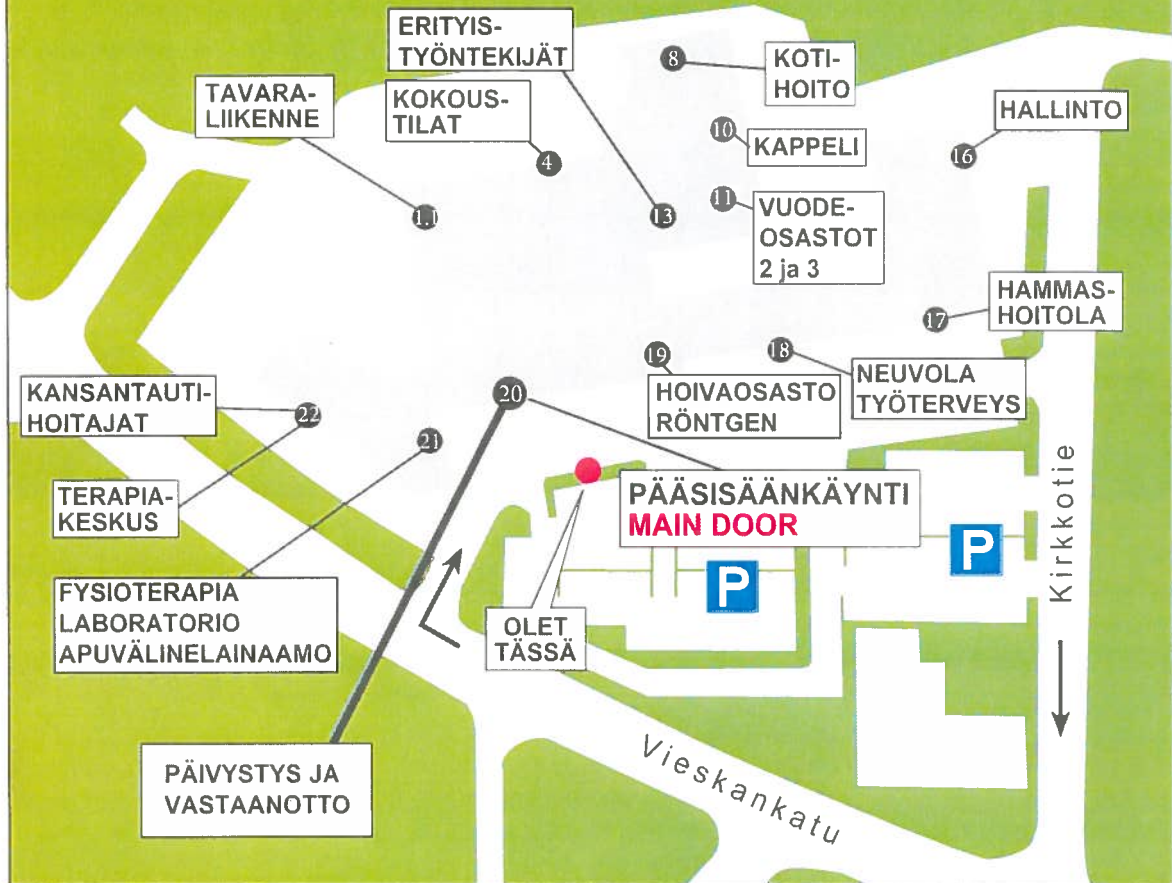 ERITYIS-
TYÖNTEKIJÄT
8
KOTI-
HOITO
TAVARA-
LIIKENNE
KOKOUS-
TILAT
4
10
KAPPELI
HALLINTO
16
1.1
13
11
VUODE-
OSASTOT
2 ja 3
HAMMAS-
HOITOLA
17
19
18
HOIVAOSASTO
RÖNTGEN
NEUVOLA
TYÖTERVEYS
KANSANTAUTI-
HOITAJAT
22
20
21
TERAPIA-
KESKUS
PÄÄSISÄÄNKÄYNTI
MAIN DOOR
P
P
Kirkkotie
FYSIOTERAPIA
LABORATORIO
APUVÄLINELAINAAMO
OLET
TÄSSÄ
PÄIVYSTYS JA
VASTAANOTTO
Vieskankatu